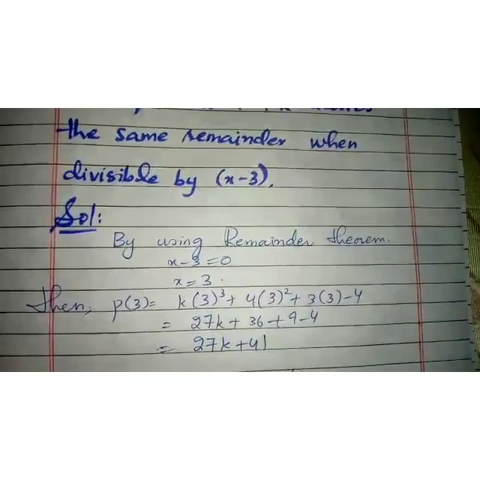 the same remainder when
divisible by (x-3).
Sol:
By using Remainder theorem.
x-3=0
x=3.
then, p(3)= k(3)³+4(3)²+3(3)-4
= 27k+36+9-4
= 27k+41